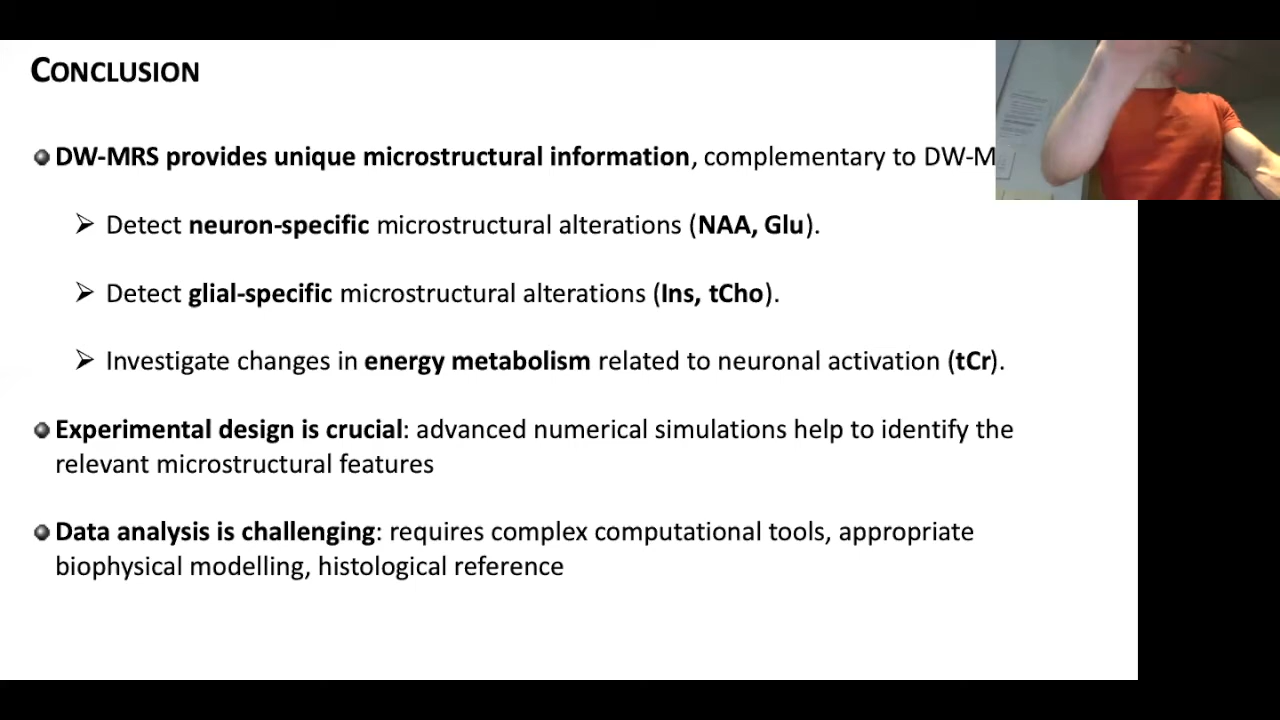 CONCLUSION
DW-MRS provides unique microstructural information, complementary to DW-M
Detect neuron-specific microstructural alterations (NAA, Glu).
Detect glial-specific microstructural alterations (Ins, tCho).
Investigate changes in energy metabolism related to neuronal activation (tCr).
Experimental design is crucial: advanced numerical simulations help to identify the
relevant microstructural features
Data analysis is challenging: requires complex computational tools, appropriate
biophysical modelling, histological reference